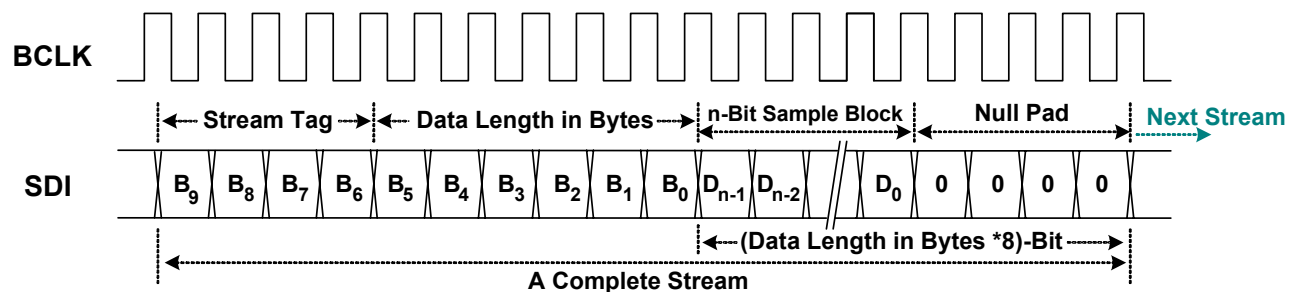 BCLK
Stream Tag
Data Length in Bytes
n-Bit Sample Block
Null Pad
Next Stream
SDI
B9 B8 B7 B6 B5 B4 B3 B2 B1 B0 Dn-1 Dn-2 D0 0 0 0 0
(Data Length in Bytes *8)-Bit
A Complete Stream